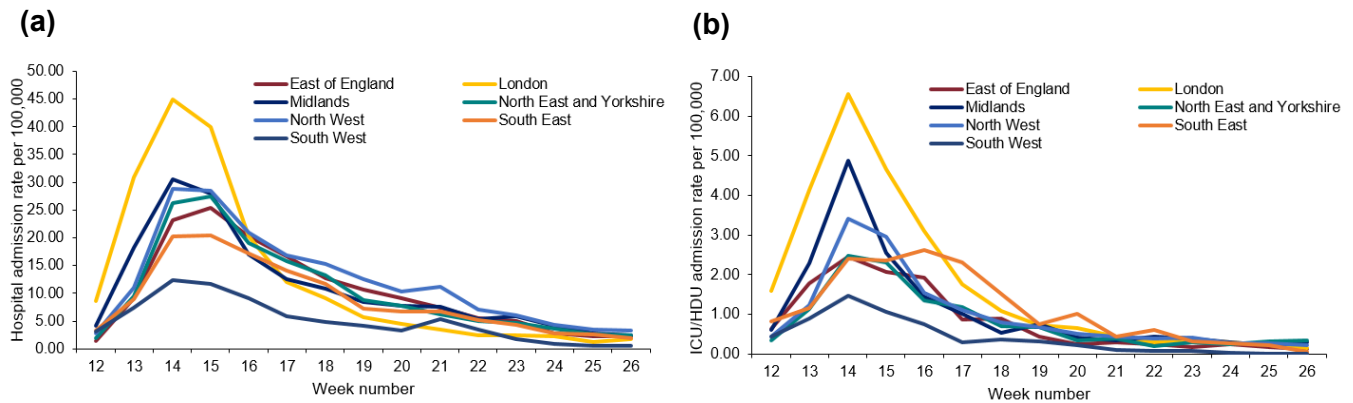 (a)
Hospital admission rate per 100,000
50.00
45.00
40.00
35.00
30.00
25.00
20.00
15.00
10.00
5.00
0.00
East of England London
Midlands North East and Yorkshire
North West South East
South West
12 13 14 15 16 17 18 19 20 21 22 23 24 25 26
Week number
(b)
ICU/HDU admission rate per 100,000
7.00
6.00
5.00
4.00
3.00
2.00
1.00
0.00
East of England London
Midlands North East and Yorkshire
North West South East
South West
12 13 14 15 16 17 18 19 20 21 22 23 24 25 26
Week number